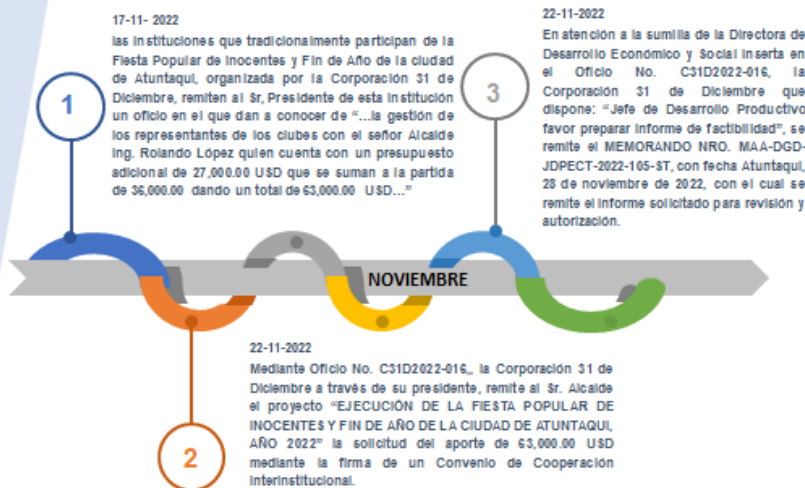 17-11- 2022
las Instituciones que tradicionalmente participan de la
Fiesta Popular de Inocentes y Fin de Año de la ciudad
de Atuntaqui, organizada por la Corporación 31 de
Diciembre, remiten al Sr, Presidente de esta Institución
un oficio en el que dan a conocer de "...la gestión de
los representantes de los clubes con el señor Alcalde
Ing. Rolando López quien cuenta con un presupuesto
adicional de 27,000.00 USD que se suman a la partida
de 36,000.00 dando un total de 63,000.00 USD..."
1
22-11-2022
En atención a la sumilla de la Directora de
Desarrollo Económico y Social inserta en
el Oficio No. C31D2022-016, la
Corporación 31 de Diciembre que
dispone: "Jefe de Desarrollo Productivo
favor preparar Informe de factibilidad", se
remite el MEMORANDO NRO. MAA-DGD-
JDPECT-2022-105-ST, con fecha Atuntaqui,
28 de noviembre de 2022, con el cual se
remite el Informe solicitado para revisión y
autorización.
3
NOVIEMBRE
22-11-2022
Mediante Oficio No. C31D2022-016,, la Corporación 31 de
Diciembre a través de su presidente, remite al Sr. Alcalde
el proyecto "EJECUCIÓN DE LA FIESTA POPULAR DE
INOCENTES Y FIN DE AÑO DE LA CIUDAD DE ATUNTAQUI,
AÑO 2022" la solicitud del aporte de 63,000.00 USD
mediante la firma de un Convenio de Cooperación
Interinstitucional.
2